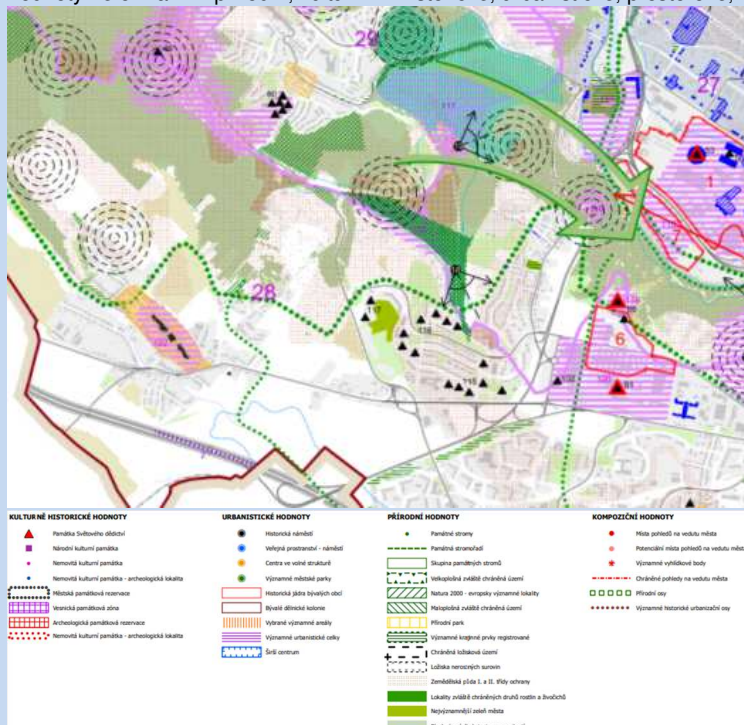 29
27
117
1
7
28
6
KULTURNĚ HISTORICKÉ HODNOTY
Památka Světového dědictví
Národní kulturní památka
Nemovitá kulturní památka
Nemovitá kulturní památka - archeologická lokalita
Městská památková rezervace
Vesnická památková zóna
Archeologická památková rezervace
Nemovitá kulturní památka - archeologická lokalita
URBANISTICKÉ HODNOTY
Historická náměstí
Veřejná prostranství - náměstí
Centra ve volné struktuře
Významné městské parky
Historická jádra bývalých obcí
Bývalé dělnické kolonie
Vybrané významné areály
Významné urbanistické celky
Širší centrum
PŘÍRODNÍ HODNOTY
Památné stromy
Památné stromořadí
Skupina památných stromů
Velkoplošná zvláště chráněné území
Natura 2000 - evropsky významné lokality
Maloplošná zvláště chráněné území
Přírodní park
Významné krajinné prvky registrované
Chráněná ložisková území
Ložiska nerostných surovin
Zemědělská půda I. a II. třídy ochrany
Lokality zvláště chráněných druhů rostlin a živočichů
Nejvýznamnější zeleň města
KOMPOZIČNÍ HODNOTY
Místa pohledů na vedutu města
Potenciální místa pohledů na vedutu města
Významné vyhlídkové body
Chráněné pohledy na vedutu města
Přírodní osy
Významné historické urbanizační osy